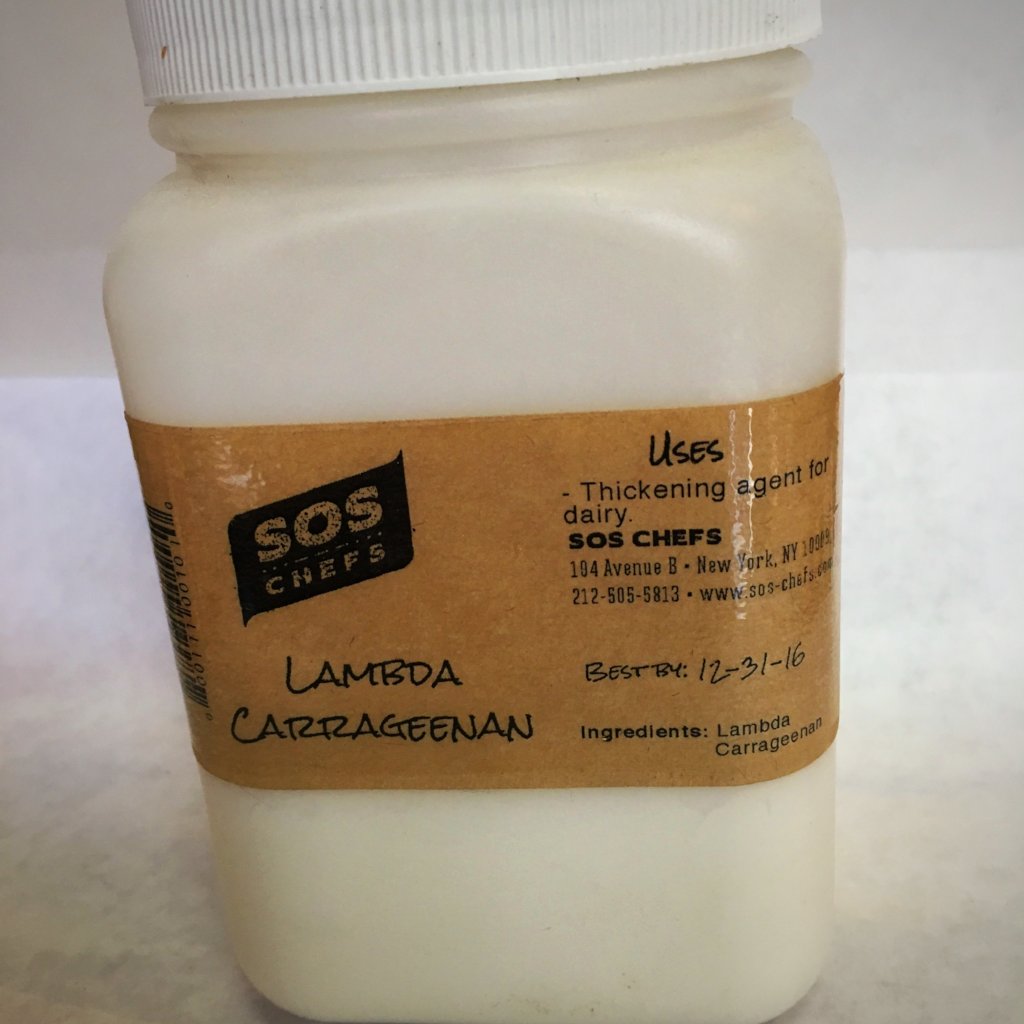 SOS
CHEFS
LAMBDA
CARRAGEENAN
USES
- Thickening agent for
dairy.
SOS CHEFS
104 Avenue B • New York, NY 10009
212-505-5813 • www.sos-chefs.com
BEST BY: 12-31-16
Ingredients: Lambda
Carrageenan